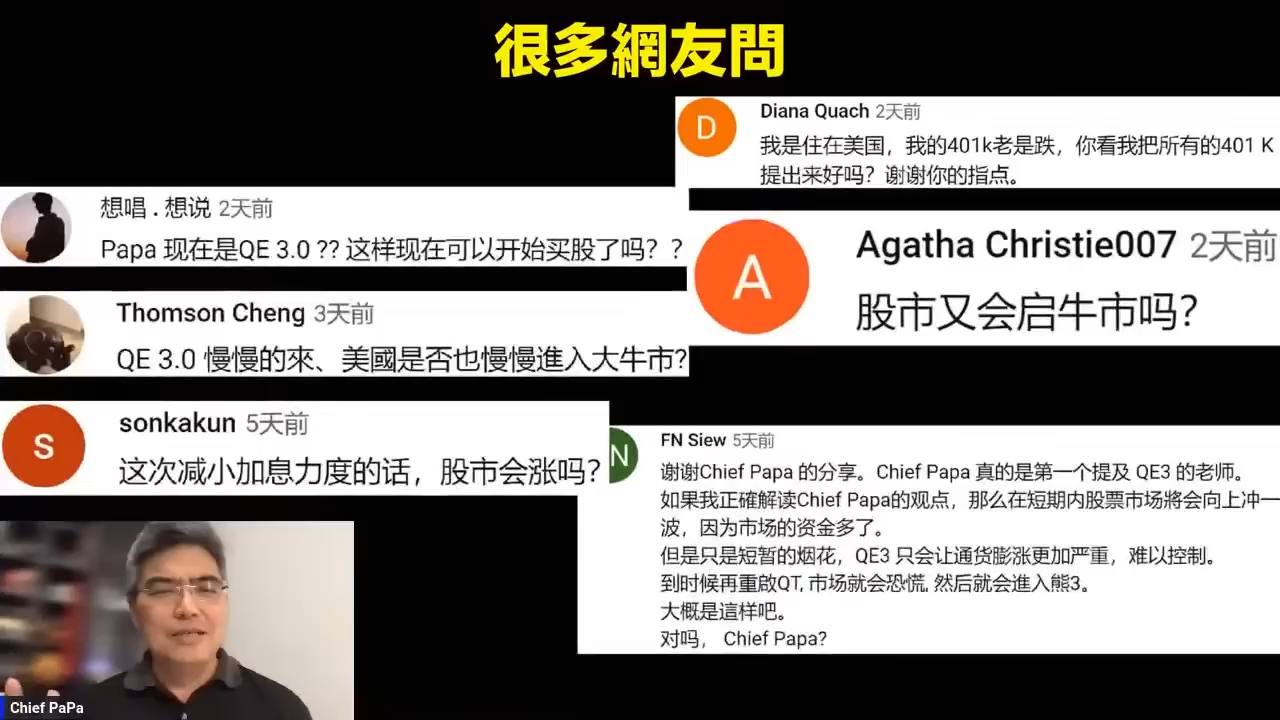 很多網友問
D
Diana Quach 2天前
我是住在美国，我的401k老是跌，你看我把所有的401 K
提出来好吗？谢谢你的指点。
想唱 . 想说 2天前
Papa 现在是QE 3.0 ?? 这样现在可以开始买股了吗？?
A
Agatha Christie007 2天前
股市又会启牛市吗？
Thomson Cheng 3天前
QE 3.0 慢慢的來、美國是否也慢慢進入大牛市?
S
sonkakun 5天前
这次减小加息力度的话，股市会涨吗？
N
FN Siew 5天前
谢谢Chief Papa 的分享。Chief Papa 真的是第一个提及 QE3 的老师。
如果我正確解读Chief Papa的观点，那么在短期内股票市场將会向上冲一
波，因为市场的资金多了。
但是只是短暂的烟花，QE3 只会让通货膨涨更加严重，难以控制。
到时候再重啟QT, 市场就会恐慌, 然后就会進入熊3。
大概是這样吧。
对吗， Chief Papa?
Chief PaPa